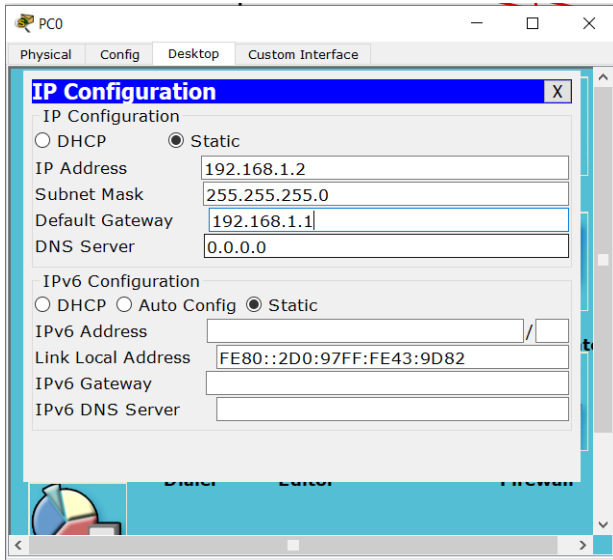 PC0
Physical Config Desktop Custom Interface
IP Configuration X
IP Configuration
DHCP Static
IP Address 192.168.1.2
Subnet Mask 255.255.255.0
Default Gateway 192.168.1.1
DNS Server 0.0.0.0
IPv6 Configuration
DHCP Auto Config Static
IPv6 Address /
Link Local Address FE80::2D0:97FF:FE43:9D82
IPv6 Gateway
IPv6 DNS Server
Dialer Editor Firewall